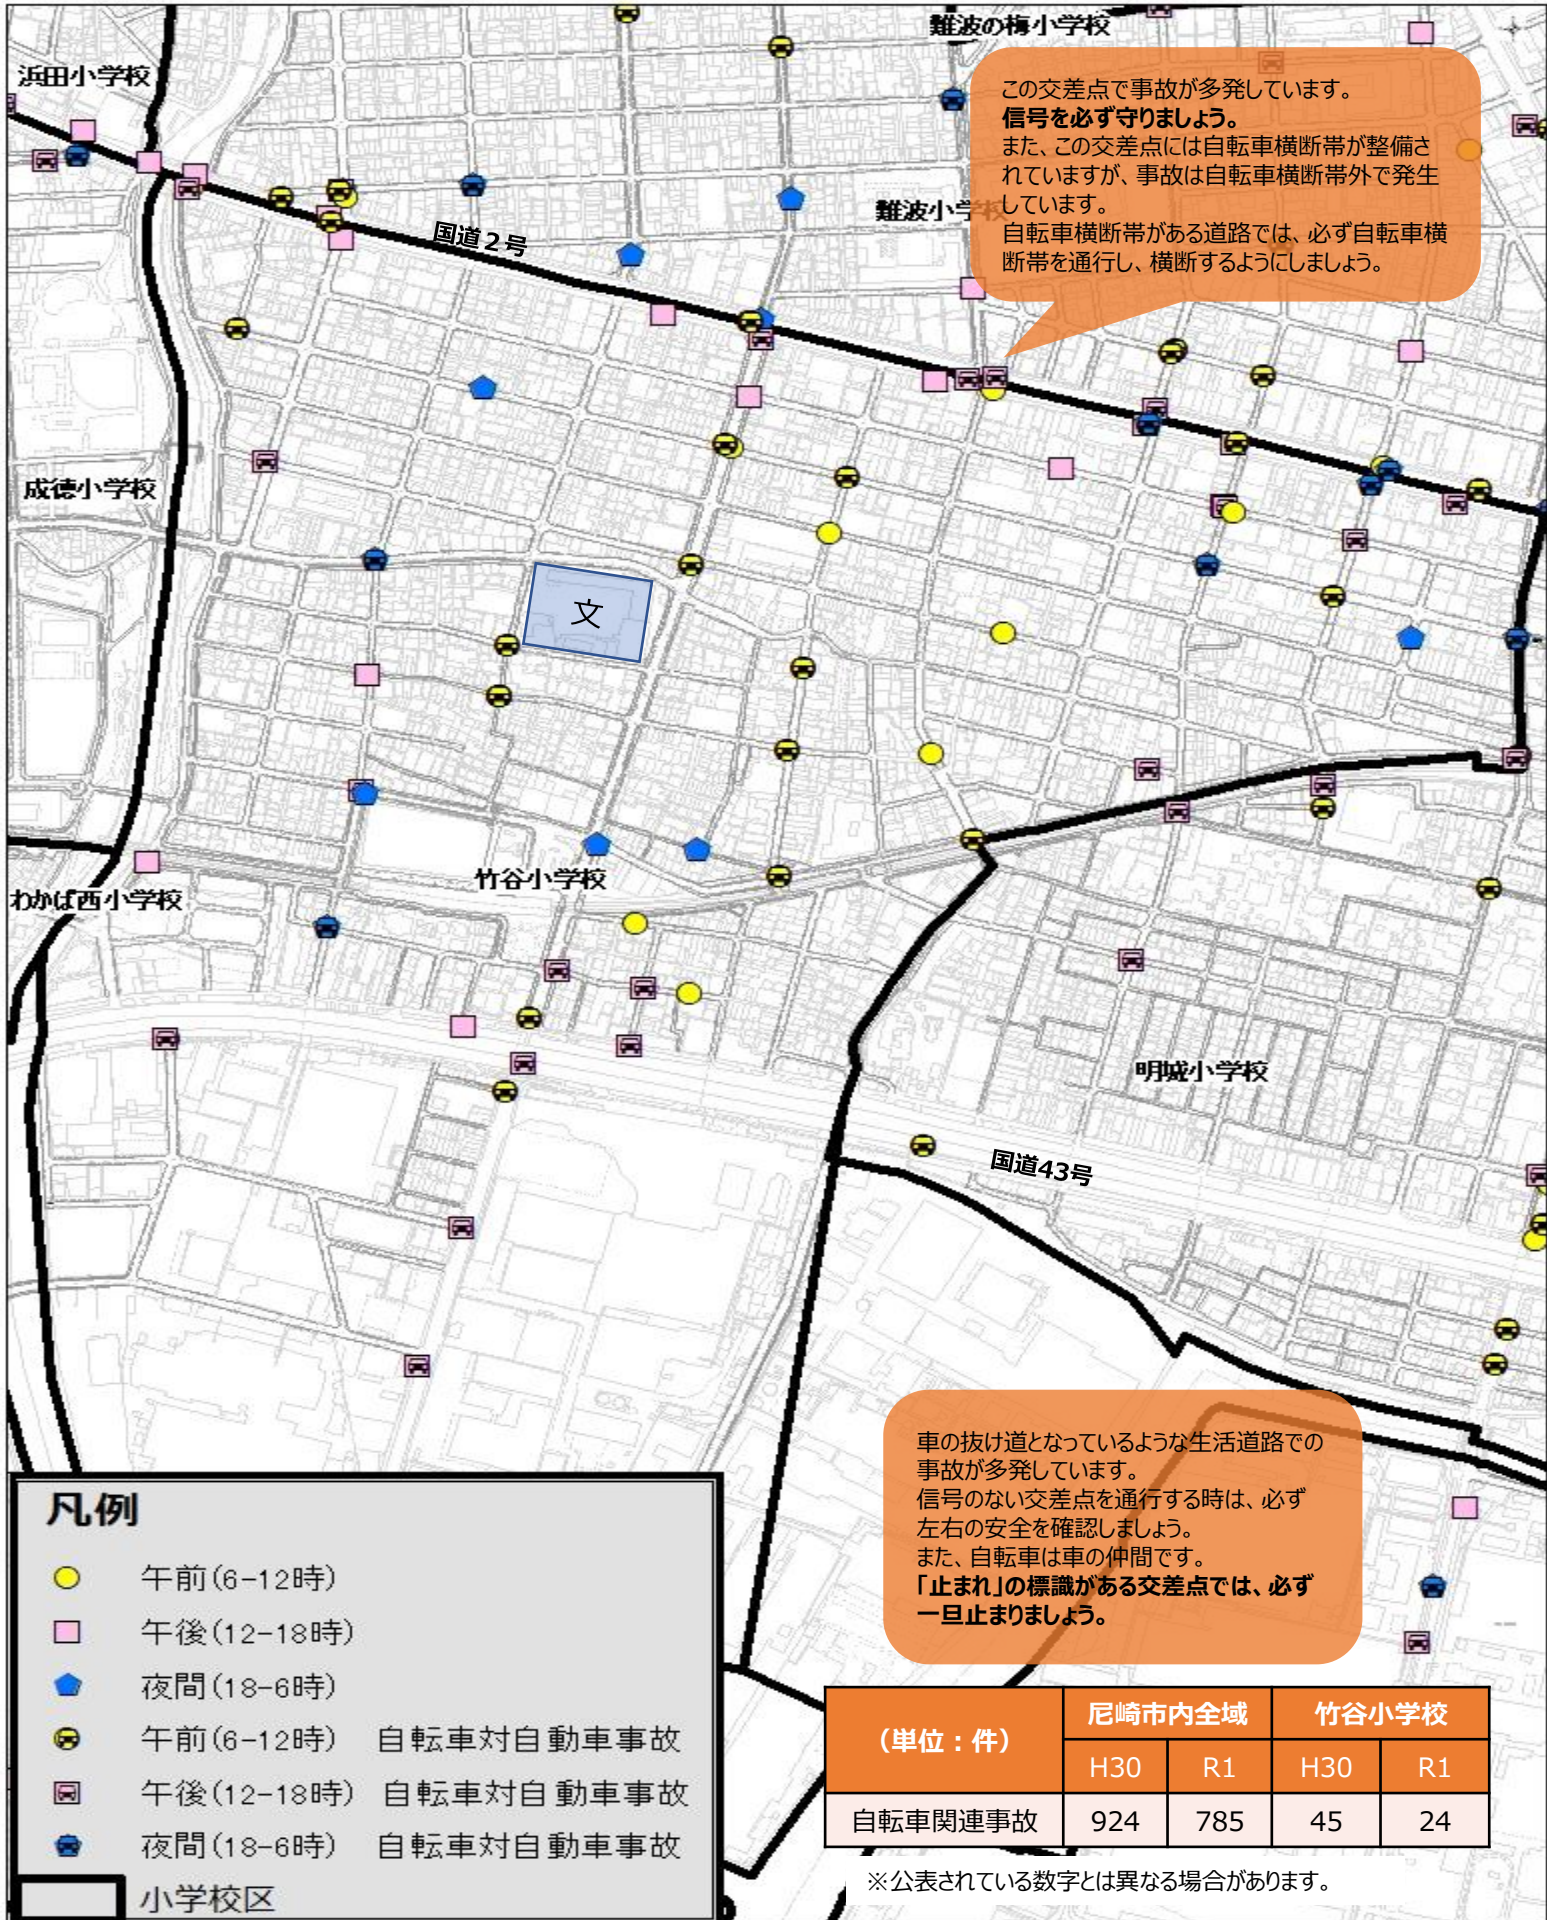 難波の梅小学校
浜田小学校
この交差点で事故が多発しています。
信号を必ず守りましょう。
また、この交差点には自転車横断帯が整備さ
れていますが、事故は自転車横断帯外で発生
しています。
自転車横断帯がある道路では、必ず自転車横
断帯を通行し、横断するようにしましょう。
難波小学校
国道2号
成徳小学校
文
竹谷小学校
わかば西小学校
明城小学校
国道43号
車の抜け道となっているような生活道路での
事故が多発しています。
信号のない交差点を通行する時は、必ず
左右の安全を確認しましょう。
また、自転車は車の仲間です。
「止まれ」の標識がある交差点では、必ず
一旦止まりましょう。
凡例
午前(6-12時)
午後(12-18時)
夜間(18-6時)
午前(6-12時) 自転車対自動車事故
午後(12-18時) 自転車対自動車事故
夜間(18-6時) 自転車対自動車事故
小学校区
(単位:件) 尼崎市内全域 竹谷小学校
H30 R1 H30 R1
自転車関連事故 924 785 45 24
※公表されている数字とは異なる場合があります。